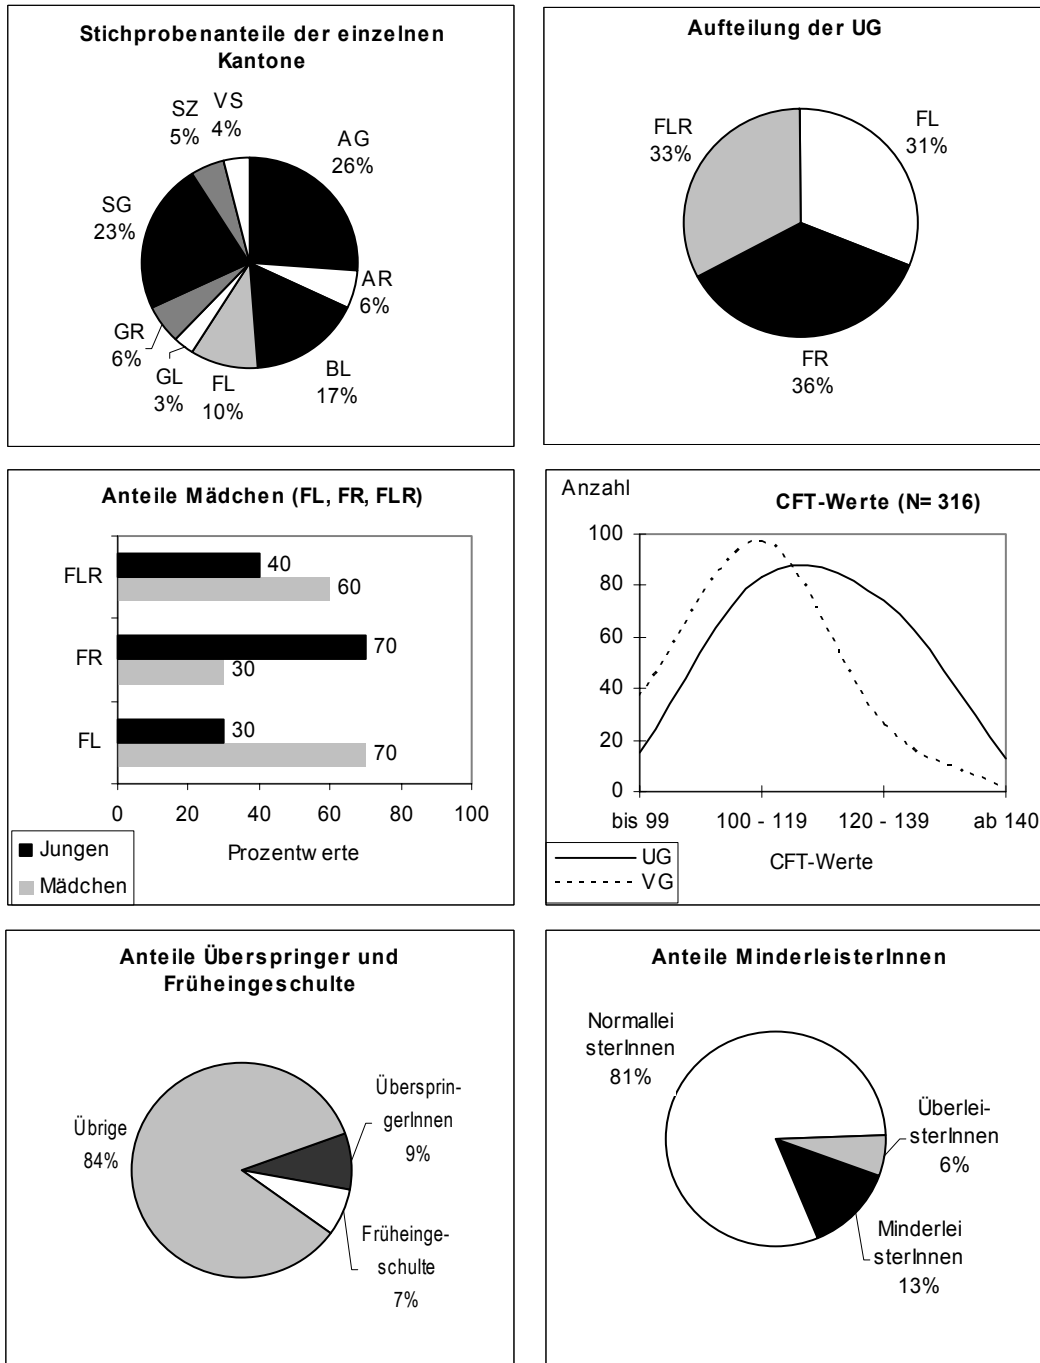 Stichprobenanteile der einzelnen
Kantone
SZ
5%
VS
4%
AG
26%
SG
23%
AR
6%
GR
6%
GL
3%
FL
10%
BL
17%
Aufteilung der UG
FLR
33%
FL
31%
FR
36%
Anteile Mädchen (FL, FR, FLR)
FLR
40
60
FR
70
30
FL
30
70
0 20 40 60 80 100
Prozentwerte
Jungen
Mädchen
Anzahl
CFT-Werte (N= 316)
100
80
60
40
20
0
bis 99 100 - 119 120 - 139 ab 140
CFT-Werte
UG
VG
Anteile Überspringer und
Früheingeschulte
Übrige
84%
Übersprin-
gerInnen
9%
Früheinge-
schulte
7%
Anteile MinderleisterInnen
Normallei
sterInnen
81%
Überlei-
sterInnen
6%
Minderlei
sterInnen
13%